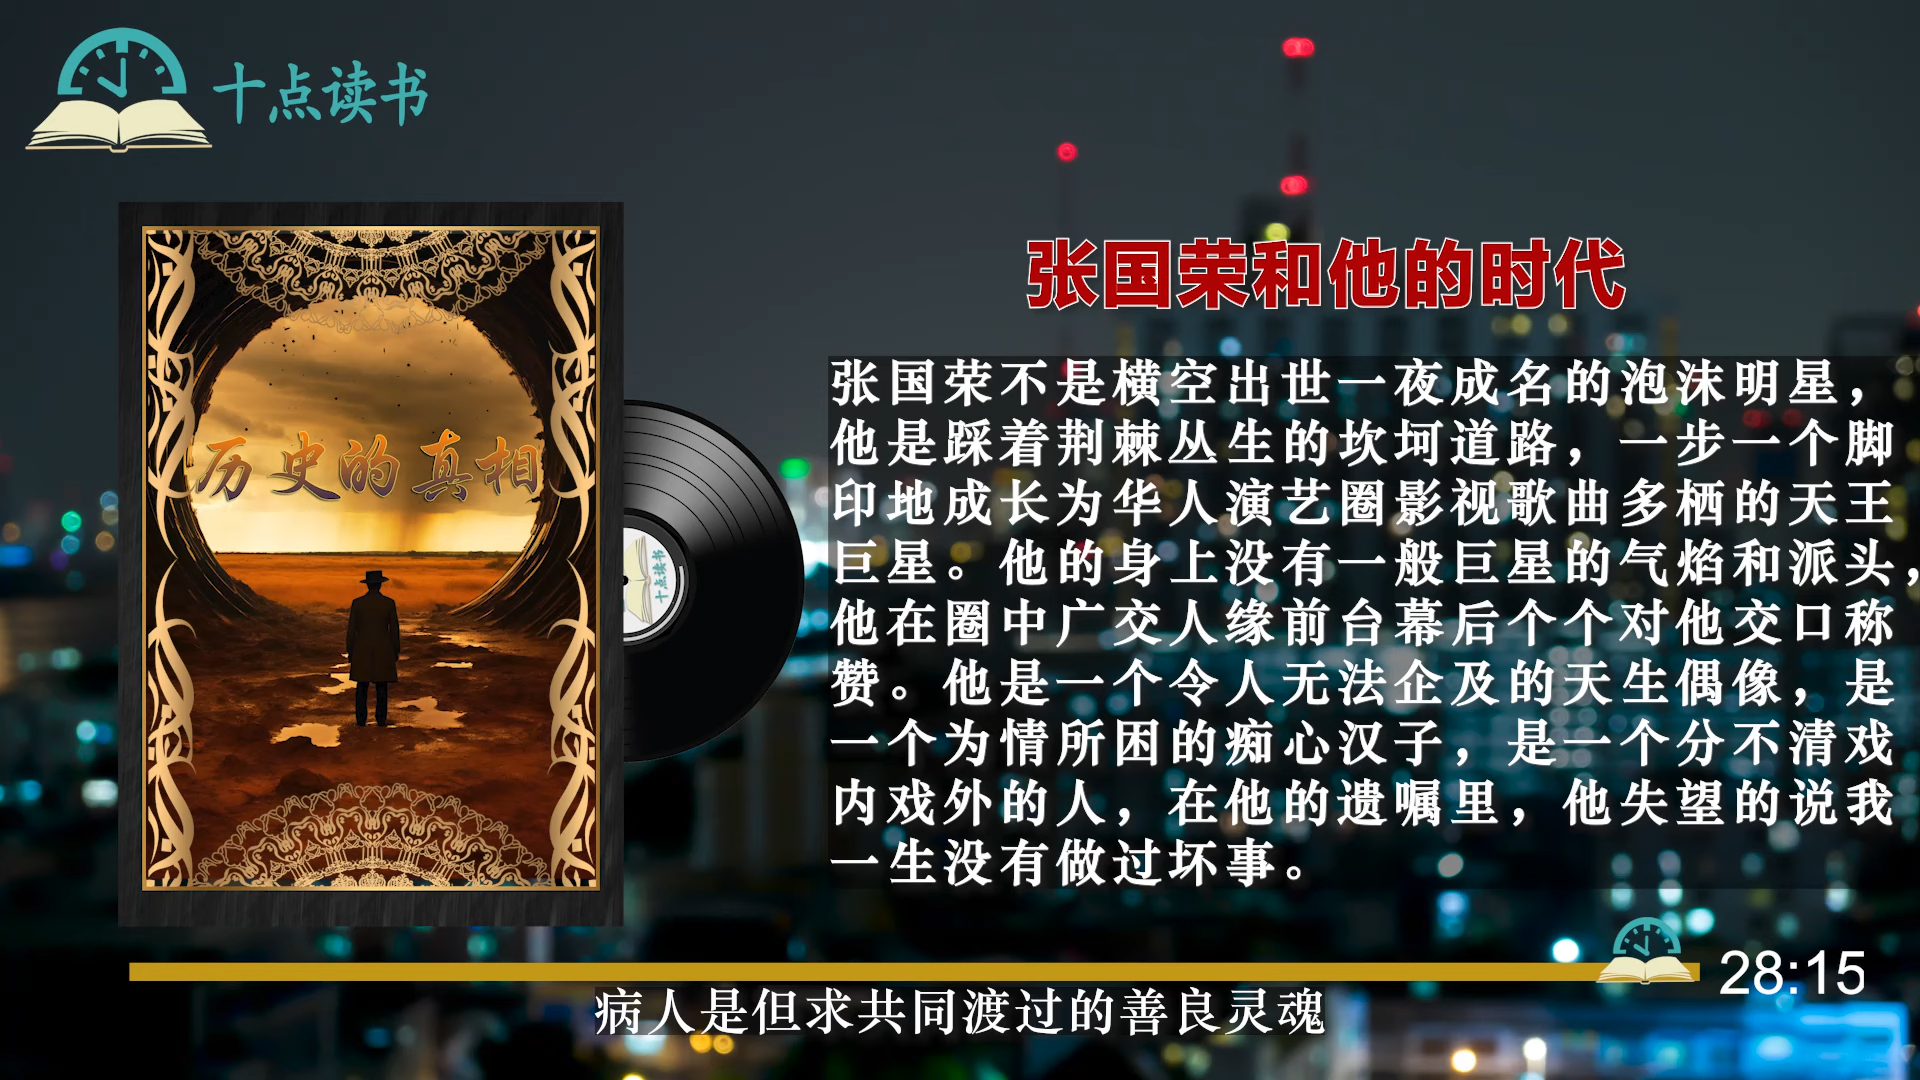 十点读书
历史的真相
十点读书
张国荣和他的时代
张国荣不是横空出世一夜成名的泡沫明星，
他是踩着荆棘丛生的坎坷道路，一步一个脚
印地成长为华人演艺圈影视歌曲多栖的天王
巨星。他的身上没有一般巨星的气焰和派头，
他在圈中广交人缘前台幕后个个对他交口称
赞。他是一个令人无法企及的天生偶像，是
一个为情所困的痴心汉子，是一个分不清戏
内戏外的人，在他的遗嘱里，他失望的说我
一生没有做过坏事。
28:15
病人是但求共同渡过的善良灵魂